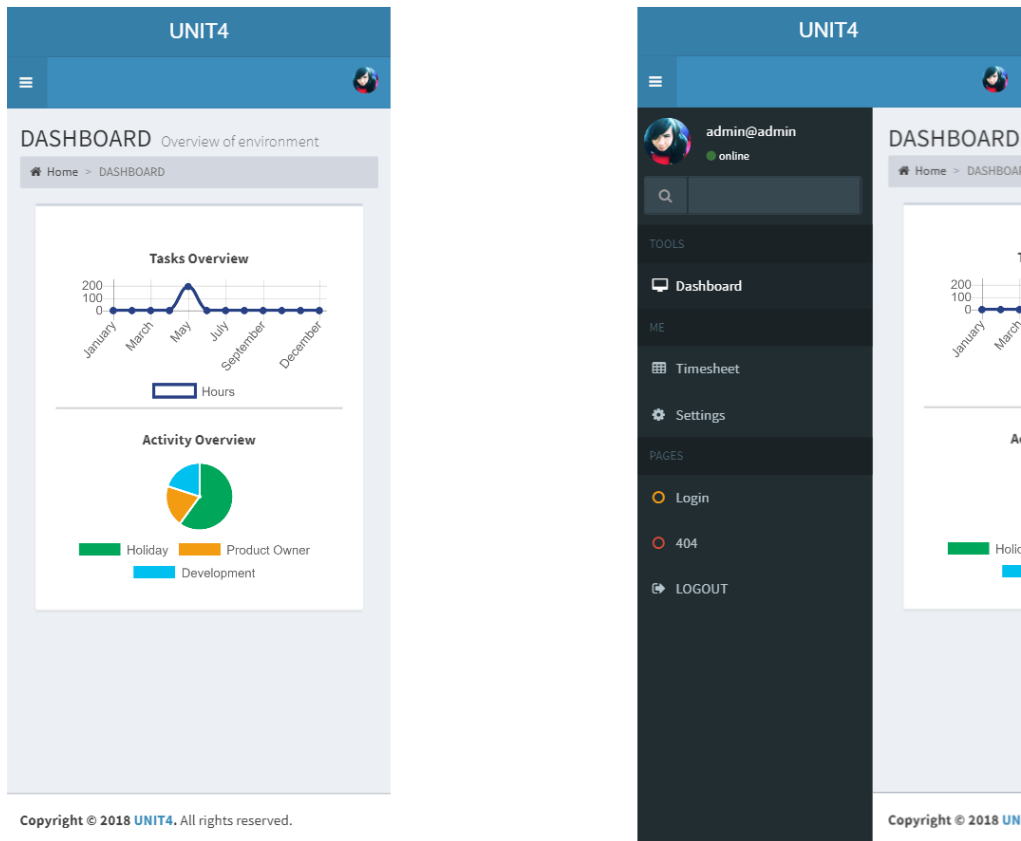 UNIT4
DASHBOARD Overview of environment
Home > DASHBOARD
Tasks Overview
200
100
0
January March May July September December
Hours
Activity Overview
Holiday Product Owner
Development
Copyright © 2018 UNIT4. All rights reserved.
UNIT4
admin@admin
online
TOOLS
Dashboard
ME
Timesheet
Settings
PAGES
Login
404
LOGOUT
DASHBOARD
Home > DASHBOA
T
200
100
0
January March
A
Holid
Copyright © 2018 UN